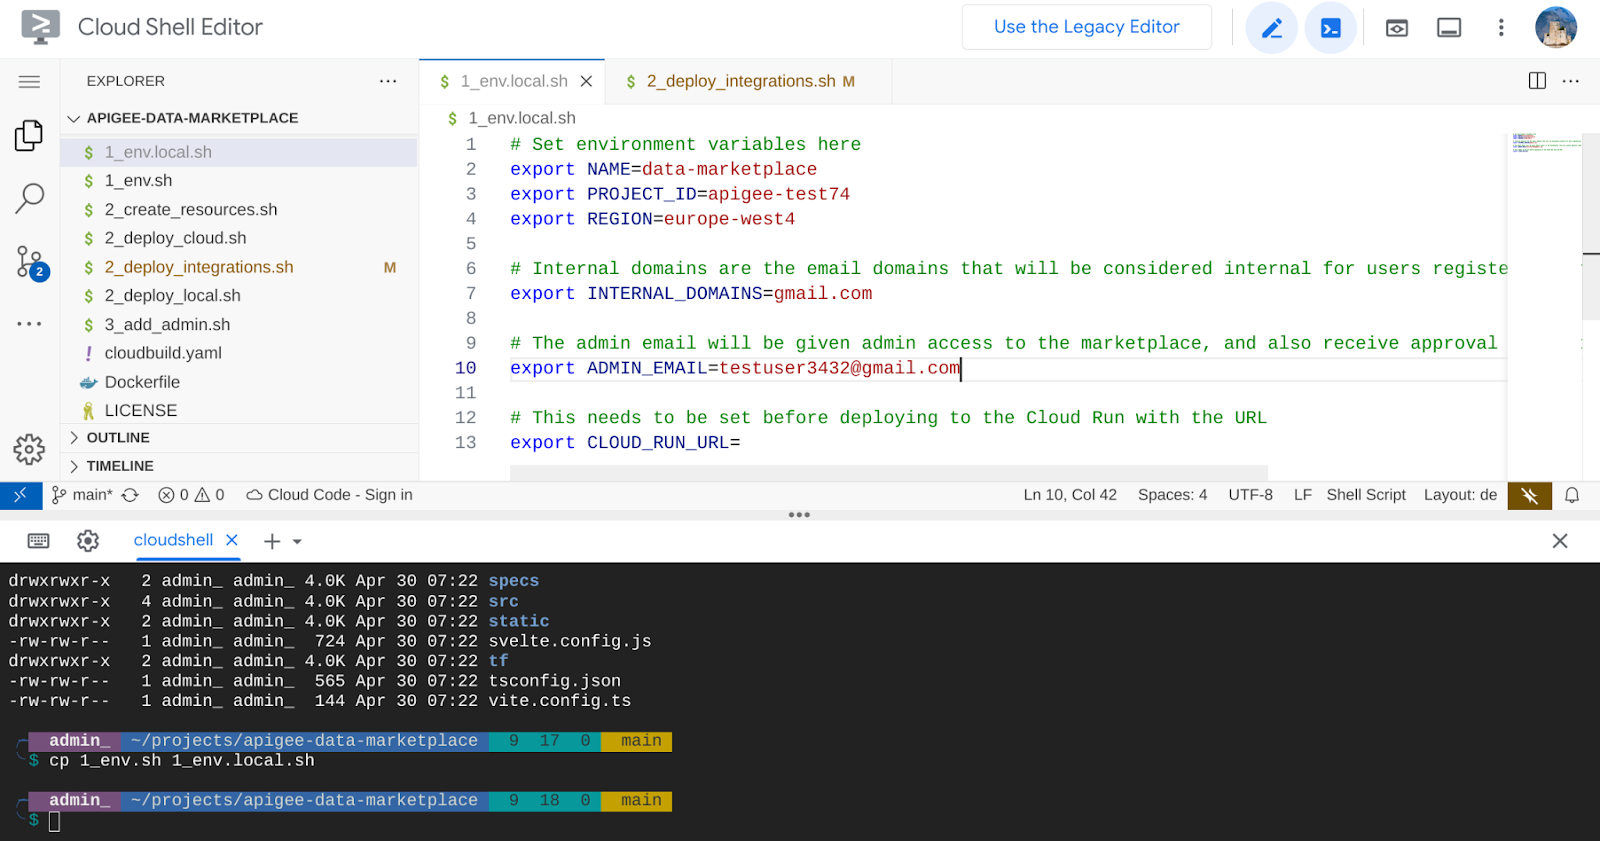 Cloud Shell Editor
Use the Legacy Editor
EXPLORER
APIGEE-DATA-MARKETPLACE
$ 1_env.local.sh
$ 1_env.sh
$ 2_create_resources.sh
$ 2_deploy_cloud.sh
$ 2_deploy_integrations.sh M
$ 2_deploy_local.sh
$ 3_add_admin.sh
! cloudbuild.yaml
Dockerfile
LICENSE
OUTLINE
TIMELINE
2
$ 1_env.local.sh
$ 2_deploy_integrations.sh M
$ 1_env.local.sh
1 # Set environment variables here
2 export NAME=data-marketplace
3 export PROJECT_ID=apigee-test74
4 export REGION=europe-west4
5
6 # Internal domains are the email domains that will be considered internal for users registe
7 export INTERNAL_DOMAINS=gmail.com
8
9 # The admin email will be given admin access to the marketplace, and also receive approval
10 export ADMIN_EMAIL=testuser3432@gmail.com
11
12 # This needs to be set before deploying to the Cloud Run with the URL
13 export CLOUD_RUN_URL=
main* 0 0 Cloud Code - Sign in
Ln 10, Col 42 Spaces: 4 UTF-8 LF Shell Script Layout: de
cloudshell
drwxrwxr-x 2 admin_ admin_ 4.0K Apr 30 07:22 specs
drwxrwxr-x 4 admin_ admin_ 4.0K Apr 30 07:22 src
drwxrwxr-x 2 admin_ admin_ 4.0K Apr 30 07:22 static
-rw-rw-r-- 1 admin_ admin_ 724 Apr 30 07:22 svelte.config.js
drwxrwxr-x 2 admin_ admin_ 4.0K Apr 30 07:22 tf
-rw-rw-r-- 1 admin_ admin_ 565 Apr 30 07:22 tsconfig.json
-rw-rw-r-- 1 admin_ admin_ 144 Apr 30 07:22 vite.config.ts
admin_ ~/projects/apigee-data-marketplace 9 17 0 main
$ cp 1_env.sh 1_env.local.sh
admin_ ~/projects/apigee-data-marketplace 9 18 0 main
$